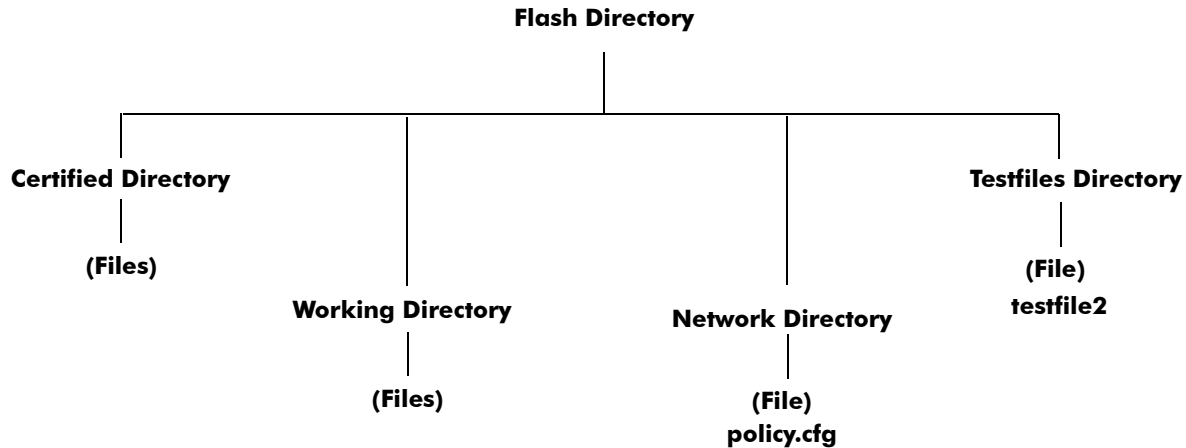 Flash Directory
Certified Directory
(Files)
Working Directory
(Files)
Network Directory
(File)
policy.cfg
Testfiles Directory
(File)
testfile2